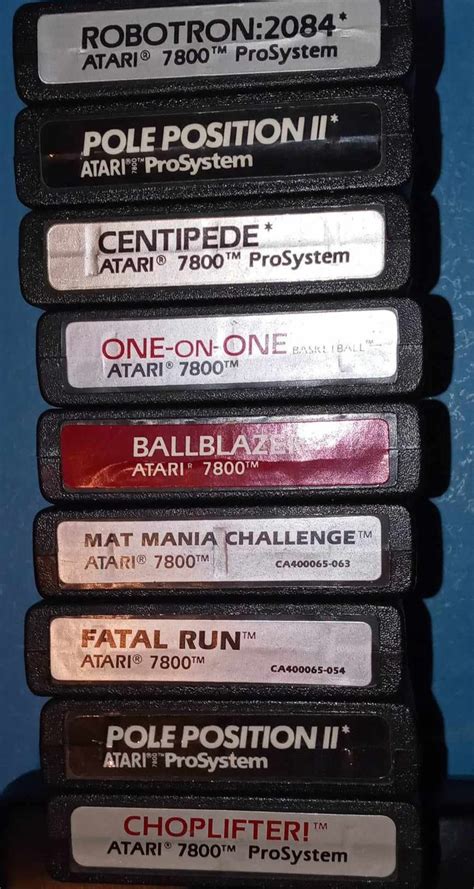 ROBOTRON:2084*
ATARI® 7800™ ProSystem
POLE POSITION II*
ATARI® 7800™ ProSystem
CENTIPEDE*
ATARI® 7800™ ProSystem
ONE-ON-ONE BASKETBALL™
ATARI® 7800™
BALLBLAZER
ATARI® 7800™
MAT MANIA CHALLENGE™
ATARI® 7800™ CA400065-063
FATAL RUN™
ATARI® 7800™ CA400065-054
POLE POSITION II*
ATARI® 7800™ ProSystem
CHOPLIFTER!™
ATARI® 7800™ ProSystem